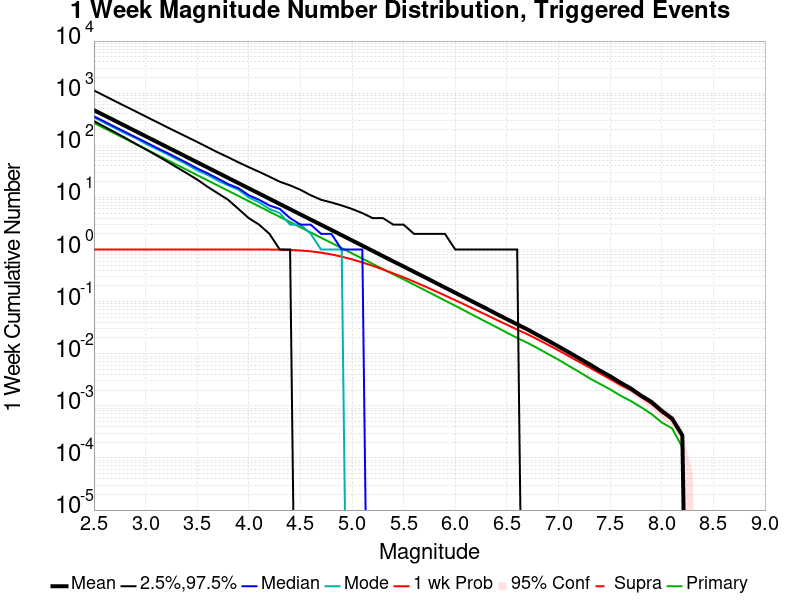 1 Week Magnitude Number Distribution, Triggered Events
1 Week Cumulative Number
10^4
10^3
10^2
10^1
10^0
10^-1
10^-2
10^-3
10^-4
10^-5
2.5 3.0 3.5 4.0 4.5 5.0 5.5 6.0 6.5 7.0 7.5 8.0 8.5 9.0
Magnitude
Mean 2.5%,97.5% Median Mode 1 wk Prob 95% Conf Supra Primary